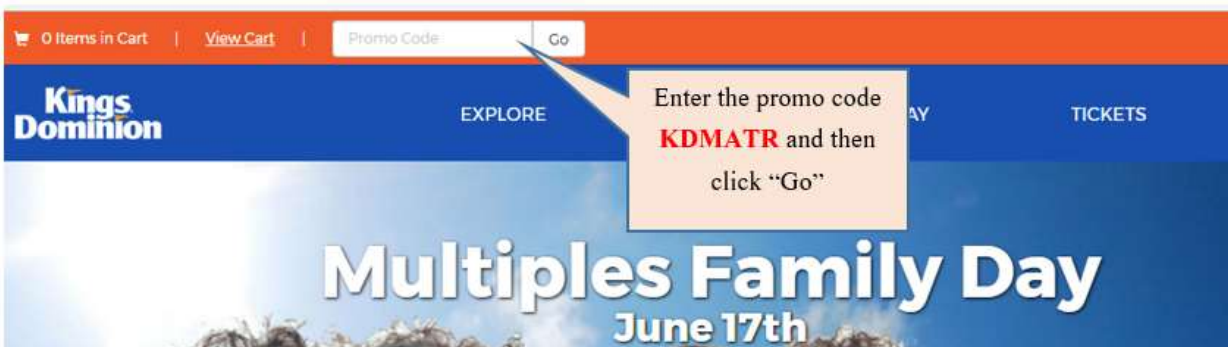 0 Items in Cart | View Cart | Promo Code Go
Kings
Dominion
EXPLORE AY TICKETS
Enter the promo code
KDMATR and then
click “Go”
Multiples Family Day
June 17th